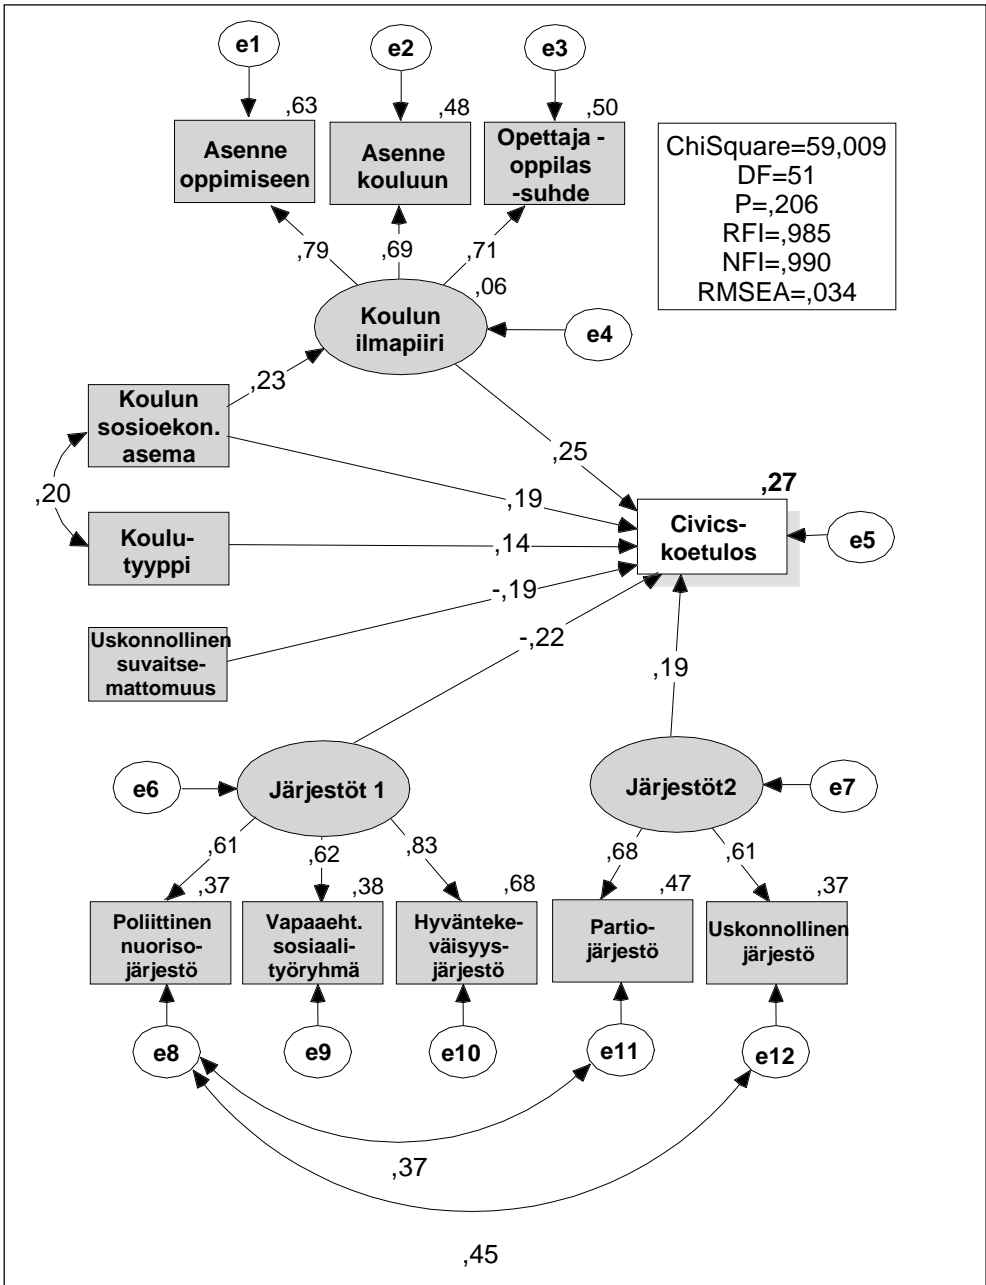 e1
e2
e3
,63
,48
,50
Asenne
oppimiseen
Asenne
kouluun
Opettaja -
oppilas
-suhde
ChiSquare=59,009
DF=51
P=,206
RFI=,985
NFI=,990
RMSEA=,034
,79
,69
,71
,06
Koulun
ilmapiiri
e4
,23
Koulun
sosioekon.
asema
,25
,20
,19
,27
Civics-
koetulos
e5
Koulu-
tyyppi
,14
-,19
Uskonnollinen
suvaitse-
mattomuus
-,22
,19
e6
Järjestöt 1
Järjestöt2
e7
,61
,62
,83
,68
,61
,37
,38
,68
,47
,37
Poliittinen
nuoriso-
järjestö
Vapaaeht.
sosiaali-
työryhmä
Hyvänteke-
väisyys-
järjestö
Partio-
järjestö
Uskonnollinen
järjestö
e8
e9
e10
e11
e12
,37
,45